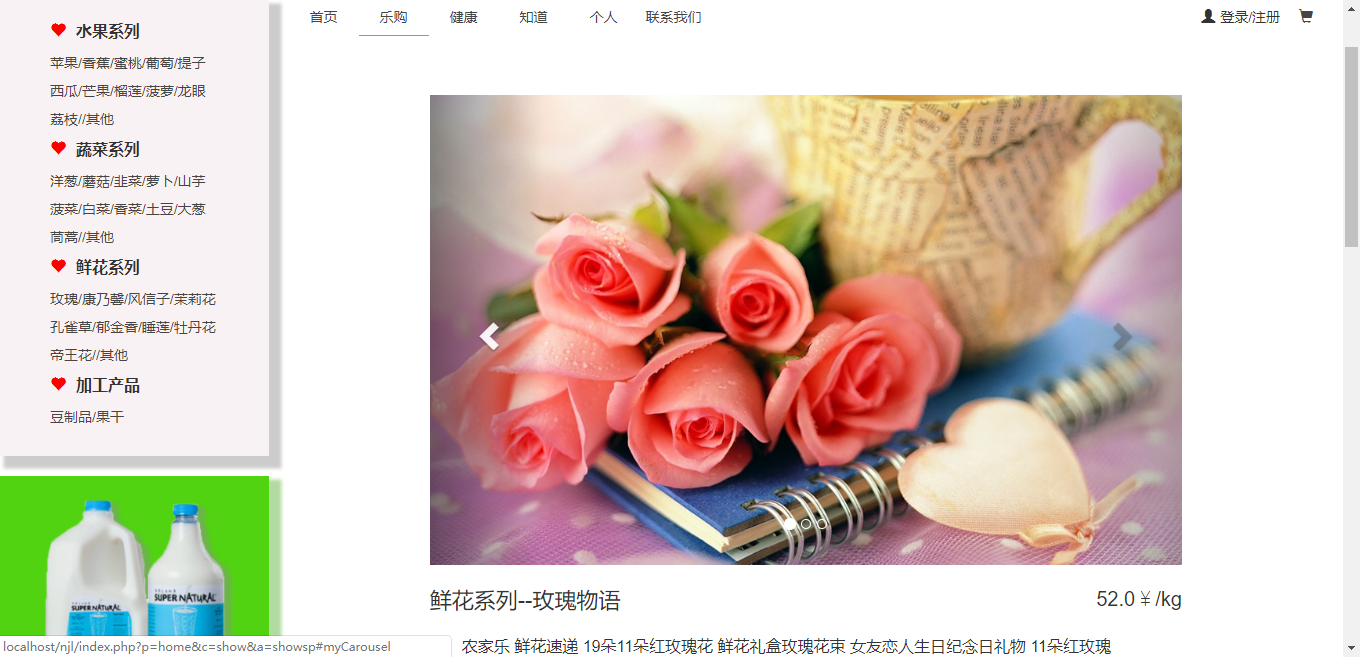 首页 乐购 健康 知道 个人 联系我们 登录/注册
水果系列
苹果/香蕉/蜜桃/葡萄/提子
西瓜/芒果/榴莲/菠萝/龙眼
荔枝//其他
蔬菜系列
洋葱/蘑菇/韭菜/萝卜/山芋
菠菜/白菜/香菜/土豆/大葱
茼蒿//其他
鲜花系列
玫瑰/康乃馨/风信子/茉莉花
孔雀草/郁金香/睡莲/牡丹花
帝王花//其他
加工产品
豆制品/果干
SUPER NATURAL
SUPER NATURAL
鲜花系列--玫瑰物语 52.0￥/kg
农家乐 鲜花速递 19朵11朵红玫瑰花 鲜花礼盒玫瑰花束 女友恋人生日纪念日礼物 11朵红玫瑰
localhost/njl/index.php?p=home&c=show&a=showsp#myCarousel